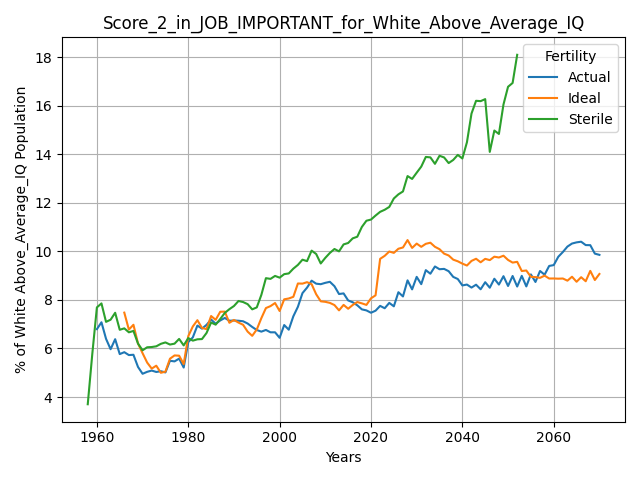 Score_2_in_JOB_IMPORTANT_for_White_Above_Average_IQ
% of White Above_Average_IQ Population
18
16
14
12
10
8
6
4
Fertility
Actual
Ideal
Sterile
1960 1980 2000 2020 2040 2060
Years